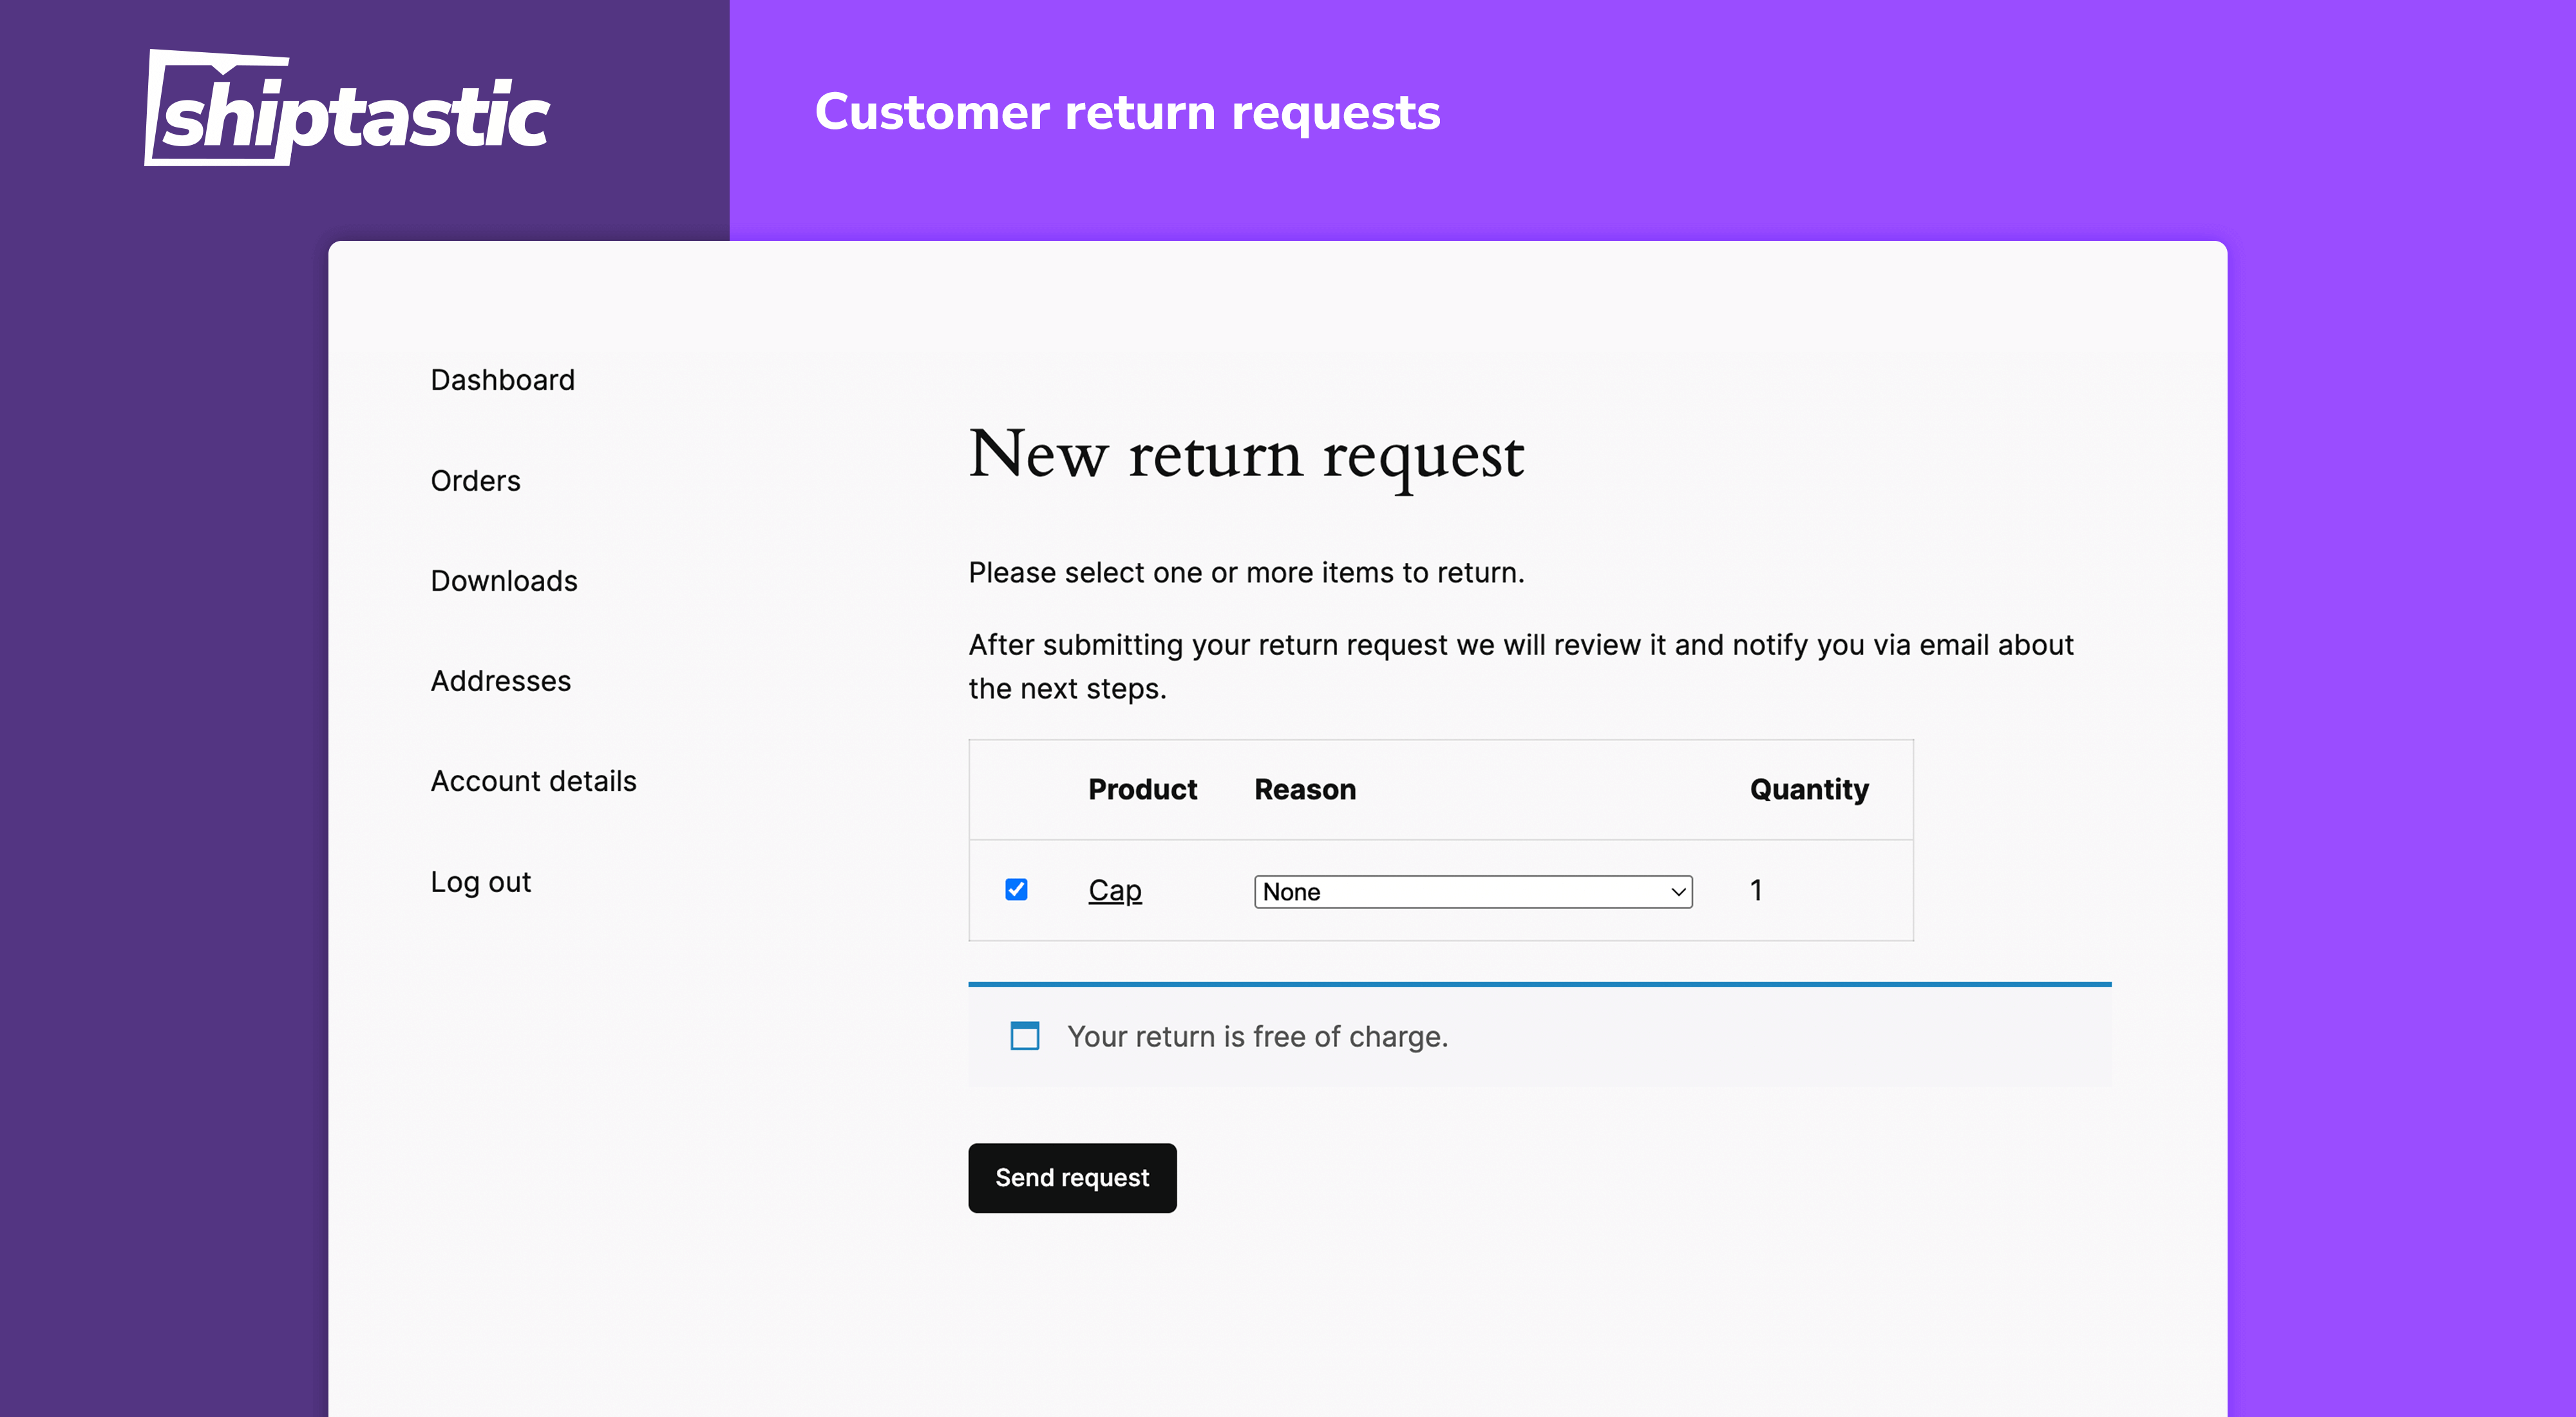 shiptastic
Customer return requests
Dashboard
Orders
Downloads
Addresses
Account details
Log out
New return request
Please select one or more items to return.
After submitting your return request we will review it and notify you via email about
the next steps.
Product Reason Quantity
Cap None 1
Your return is free of charge.
Send request